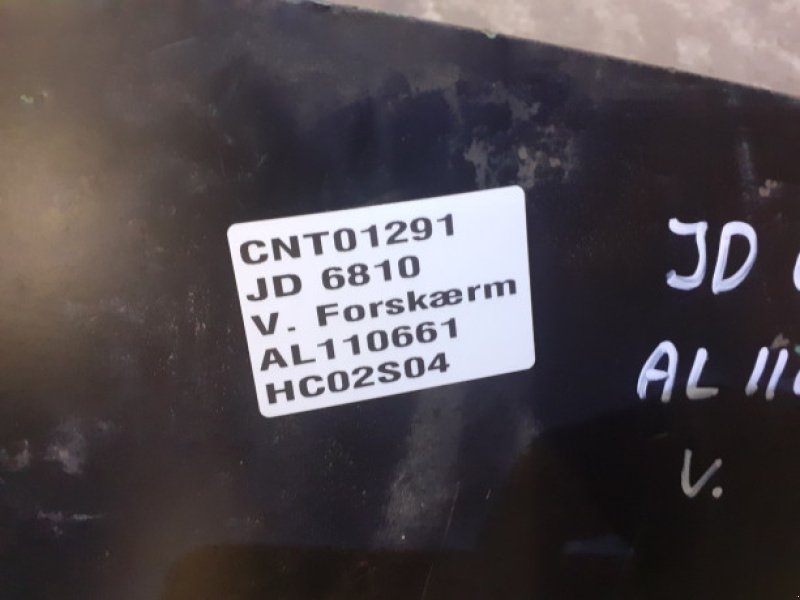 CNT01291
JD 6810
V. Forskærm
AL110661
HC02S04
JD
AL 11
V.